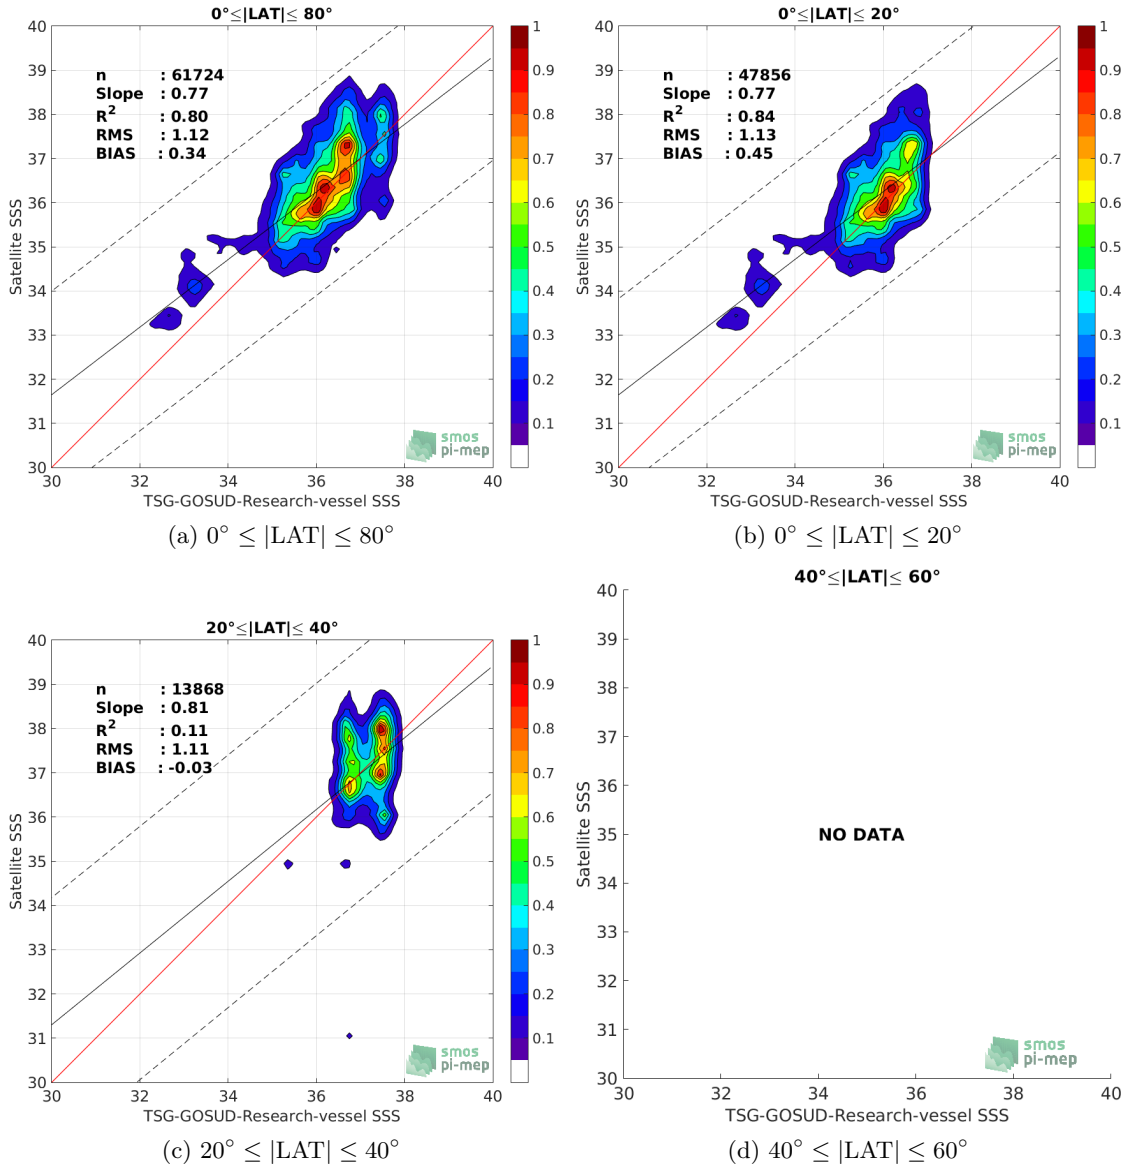 0°≤|LAT|≤ 80°
n : 61724
Slope : 0.77
R² : 0.80
RMS : 1.12
BIAS : 0.34
40
39
38
37
36
35
34
33
32
31
30
30 32 34 36 38 40
Satellite SSS
TSG-GOSUD-Research-vessel SSS
1
0.9
0.8
0.7
0.6
0.5
0.4
0.3
0.2
0.1
smos
pi-mep
(a) 0° ≤ |LAT| ≤ 80°
0°≤|LAT|≤ 20°
n : 47856
Slope : 0.77
R² : 0.84
RMS : 1.13
BIAS : 0.45
40
39
38
37
36
35
34
33
32
31
30
30 32 34 36 38 40
Satellite SSS
TSG-GOSUD-Research-vessel SSS
1
0.9
0.8
0.7
0.6
0.5
0.4
0.3
0.2
0.1
smos
pi-mep
(b) 0° ≤ |LAT| ≤ 20°
20°≤|LAT|≤ 40°
n : 13868
Slope : 0.81
R² : 0.11
RMS : 1.11
BIAS : -0.03
40
39
38
37
36
35
34
33
32
31
30
30 32 34 36 38 40
Satellite SSS
TSG-GOSUD-Research-vessel SSS
1
0.9
0.8
0.7
0.6
0.5
0.4
0.3
0.2
0.1
smos
pi-mep
(c) 20° ≤ |LAT| ≤ 40°
40°≤|LAT|≤ 60°
40
39
38
37
36
35
34
33
32
31
30
30 32 34 36 38 40
Satellite SSS
NO DATA
TSG-GOSUD-Research-vessel SSS
smos
pi-mep
(d) 40° ≤ |LAT| ≤ 60°